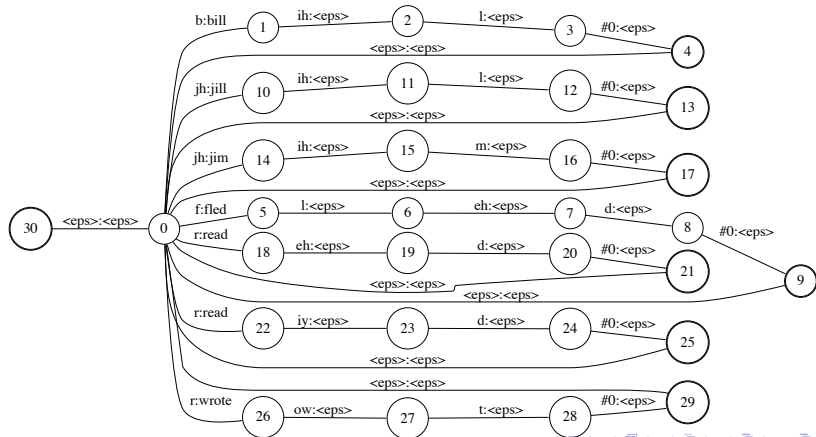 b:bill 1 ih:<eps> 2 l:<eps> 3 #0:<eps> 4
<eps>:<eps>
jh:jill 10 ih:<eps> 11 l:<eps> 12 #0:<eps> 13
<eps>:<eps>
jh:jim 14 ih:<eps> 15 m:<eps> 16 #0:<eps> 17
<eps>:<eps>
30 <eps>:<eps> 0 f:fled 5 l:<eps> 6 eh:<eps> 7 d:<eps> 8 #0:<eps> 9
r:read 18 eh:<eps> 19 d:<eps> 20 #0:<eps> 21
<eps>:<eps>
<eps>:<eps>
r:read 22 iy:<eps> 23 d:<eps> 24 #0:<eps> 25
<eps>:<eps>
<eps>:<eps>
r:wrote 26 ow:<eps> 27 t:<eps> 28 #0:<eps> 29